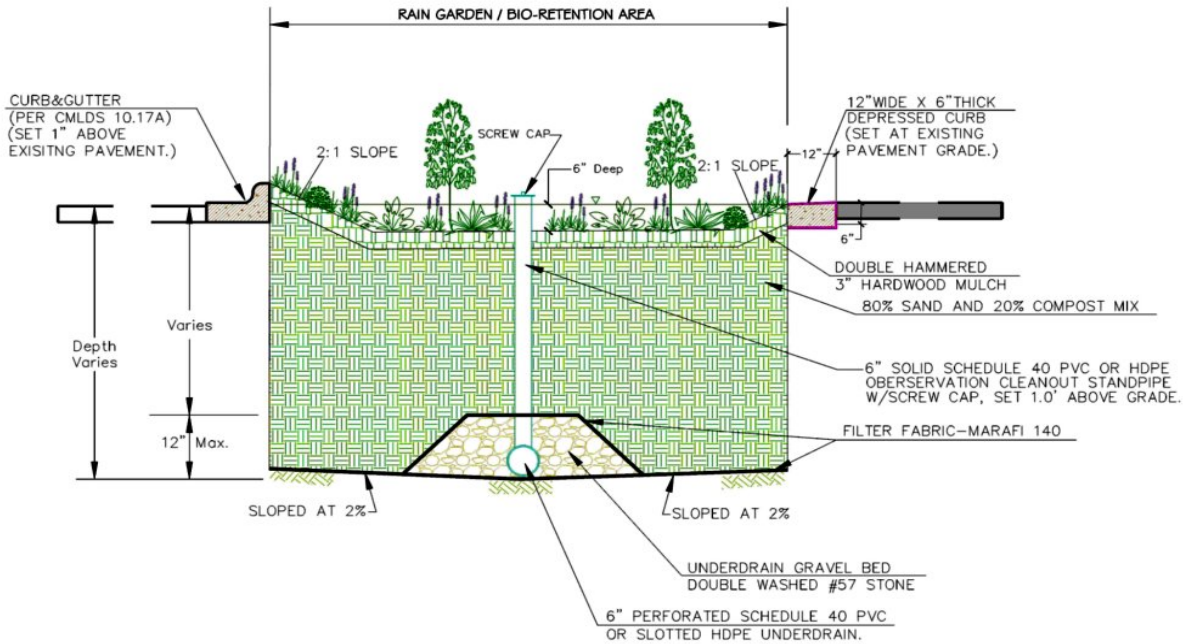 RAIN GARDEN / BIO-RETENTION AREA
CURB&GUTTER
(PER CMLDS 10.17A)
(SET 1" ABOVE
EXISITNG PAVEMENT.)
2:1 SLOPE
SCREW CAP
6" Deep
2:1 SLOPE
12"
12"WIDE X 6"THICK
DEPRESSED CURB
(SET AT EXISTING
PAVEMENT GRADE.)
6"
DOUBLE HAMMERED
3" HARDWOOD MULCH
80% SAND AND 20% COMPOST MIX
Varies
Depth
Varies
6" SOLID SCHEDULE 40 PVC OR HDPE
OBERSERVATION CLEANOUT STANDPIPE
W/SCREW CAP, SET 1.0' ABOVE GRADE.
12" Max.
FILTER FABRIC-MARAFI 140
SLOPED AT 2%
SLOPED AT 2%
UNDERDRAIN GRAVEL BED
DOUBLE WASHED #57 STONE
6" PERFORATED SCHEDULE 40 PVC
OR SLOTTED HDPE UNDERDRAIN.